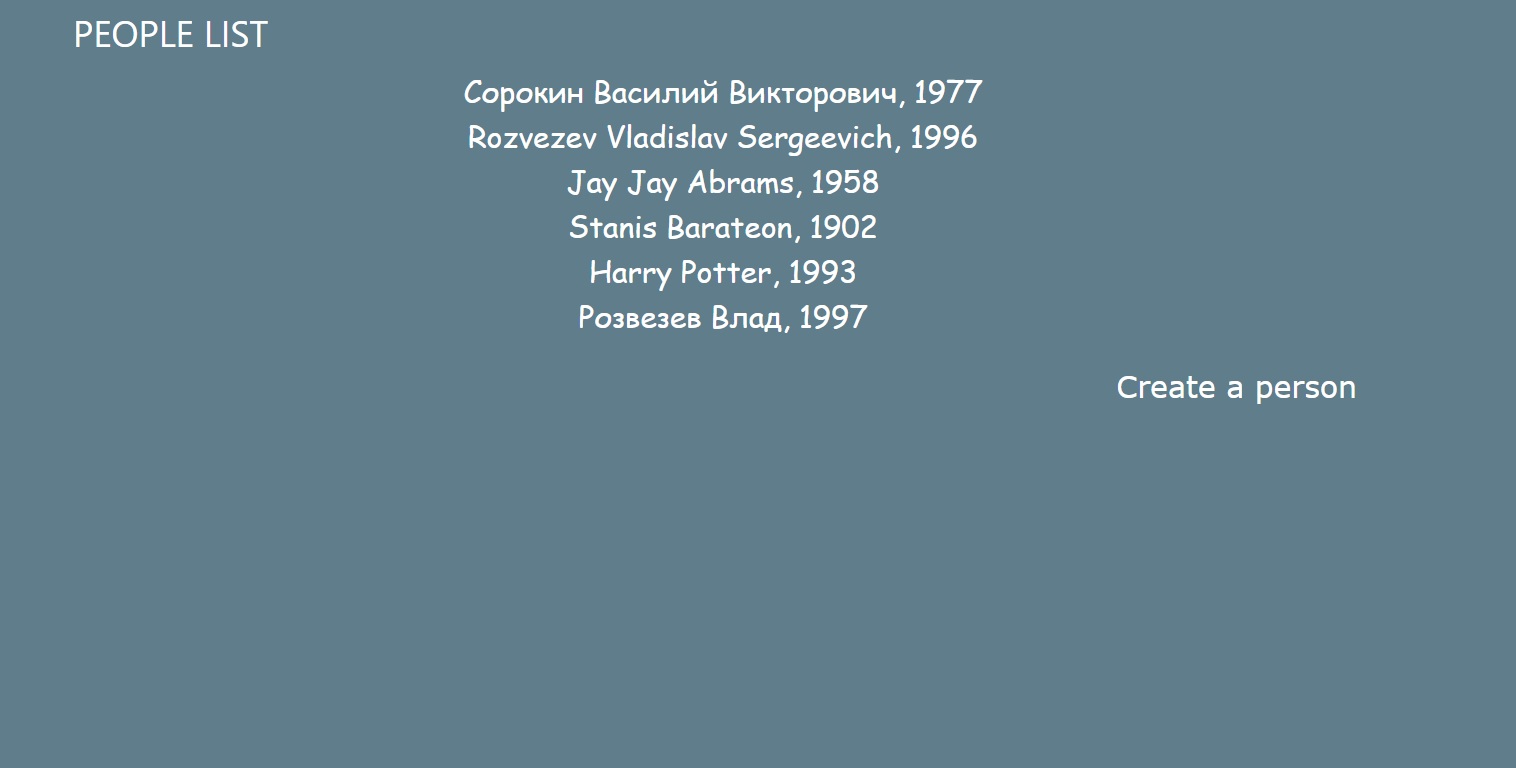 PEOPLE LIST
Сорокин Василий Викторович, 1977
Rozvezev Vladislav Sergeevich, 1996
Jay Jay Abrams, 1958
Stanis Barateon, 1902
Harry Potter, 1993
Розвезев Влад, 1997
Create a person